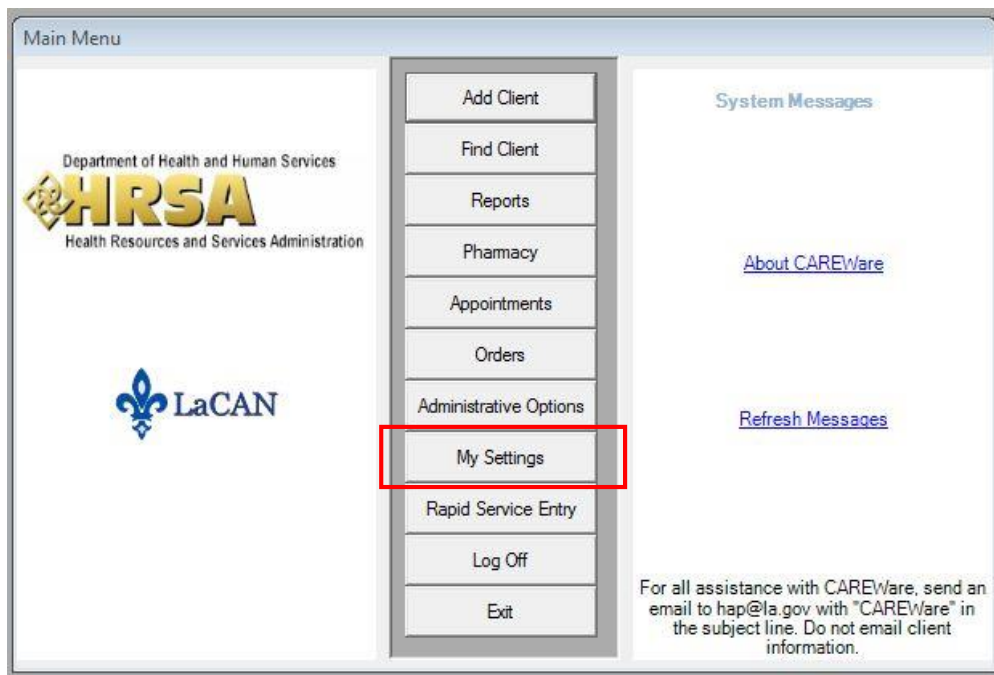 Main Menu
Department of Health and Human Services
HRSA
Health Resources and Services Administration
LaCAN
Add Client
Find Client
Reports
Pharmacy
Appointments
Orders
Administrative Options
My Settings
Rapid Service Entry
Log Off
Exit
System Messages
About CAREWare
Refresh Messages
For all assistance with CAREWare, send an
email to hap@la.gov with "CAREWare" in
the subject line. Do not email client
information.